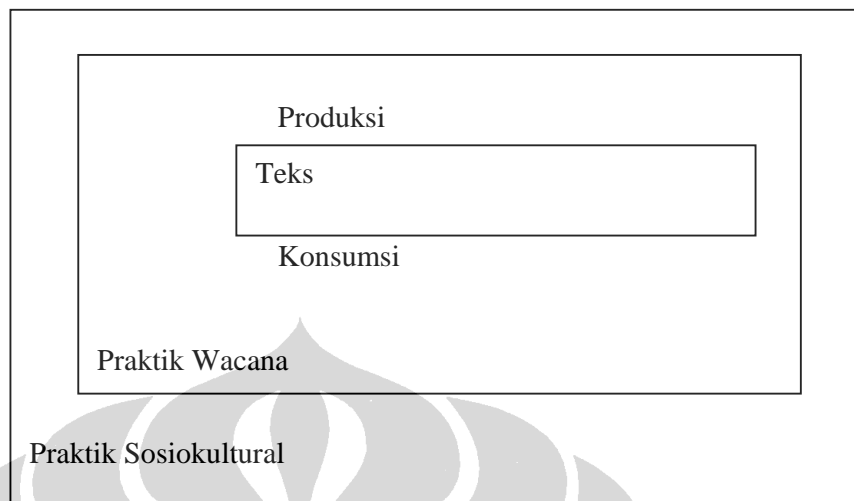 Produksi
Teks
Konsumsi
Praktik Wacana
Praktik Sosiokultural